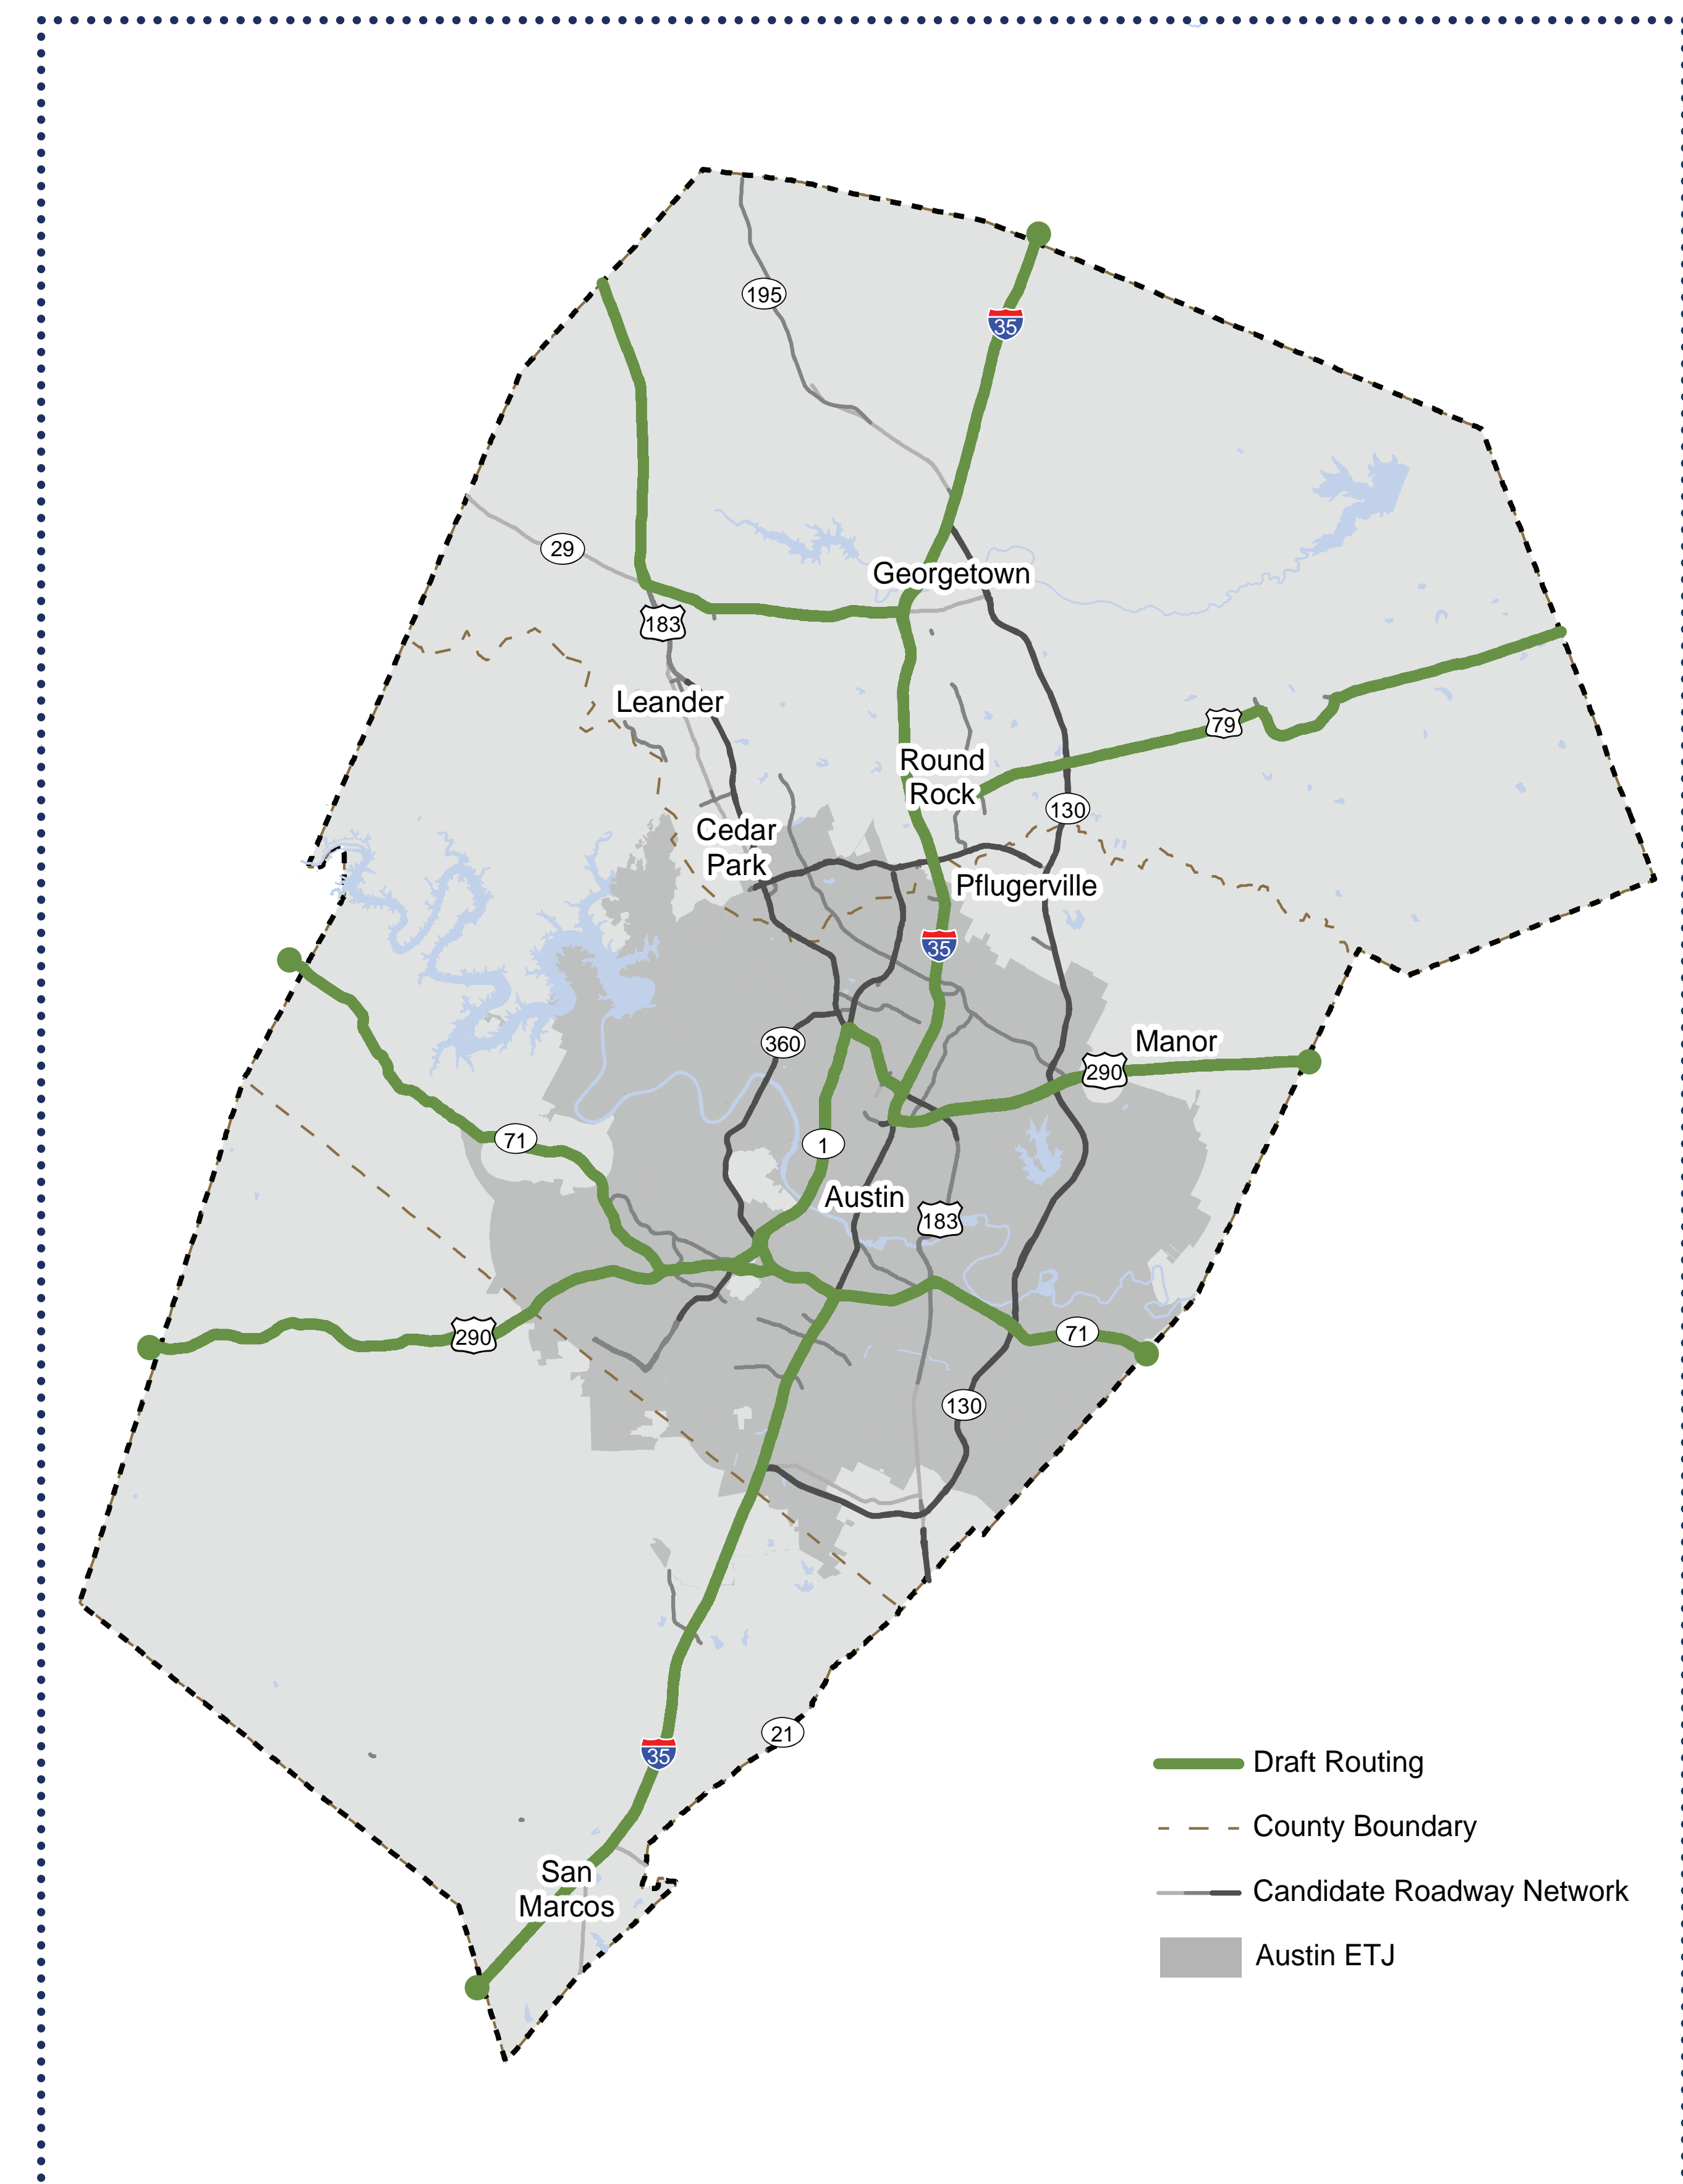 195
35
29
Georgetown
183
Leander
79
Round
Rock
130
Cedar
Park
Pflugerville
35
360
Manor
290
71
1
Austin
183
290
71
130
21
35
San
Marcos
Draft Routing
County Boundary
Candidate Roadway Network
Austin ETJ